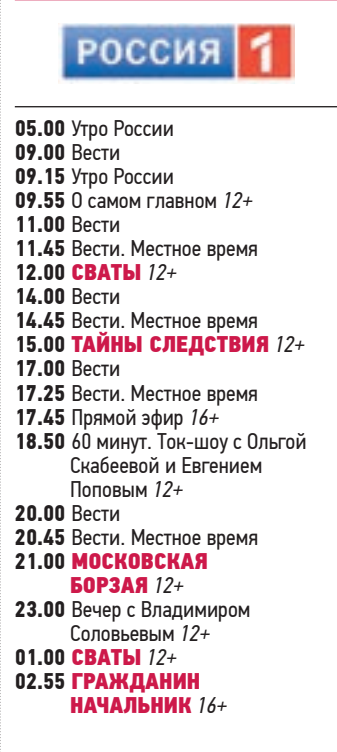 РОССИЯ 1
05.00 Утро России
09.00 Вести
09.15 Утро России
09.55 О самом главном 12+
11.00 Вести
11.45 Вести. Местное время
12.00 СВАТЫ 12+
14.00 Вести
14.45 Вести. Местное время
15.00 ТАЙНЫ СЛЕДСТВИЯ 12+
17.00 Вести
17.25 Вести. Местное время
17.45 Прямой эфир 16+
18.50 60 минут. Ток-шоу с Ольгой
Скабеевой и Евгением
Поповым 12+
20.00 Вести
20.45 Вести. Местное время
21.00 МОСКОВСКАЯ
БОРЗАЯ 12+
23.00 Вечер с Владимиром
Соловьевым 12+
01.00 СВАТЫ 12+
02.55 ГРАЖДАНИН
НАЧАЛЬНИК 16+